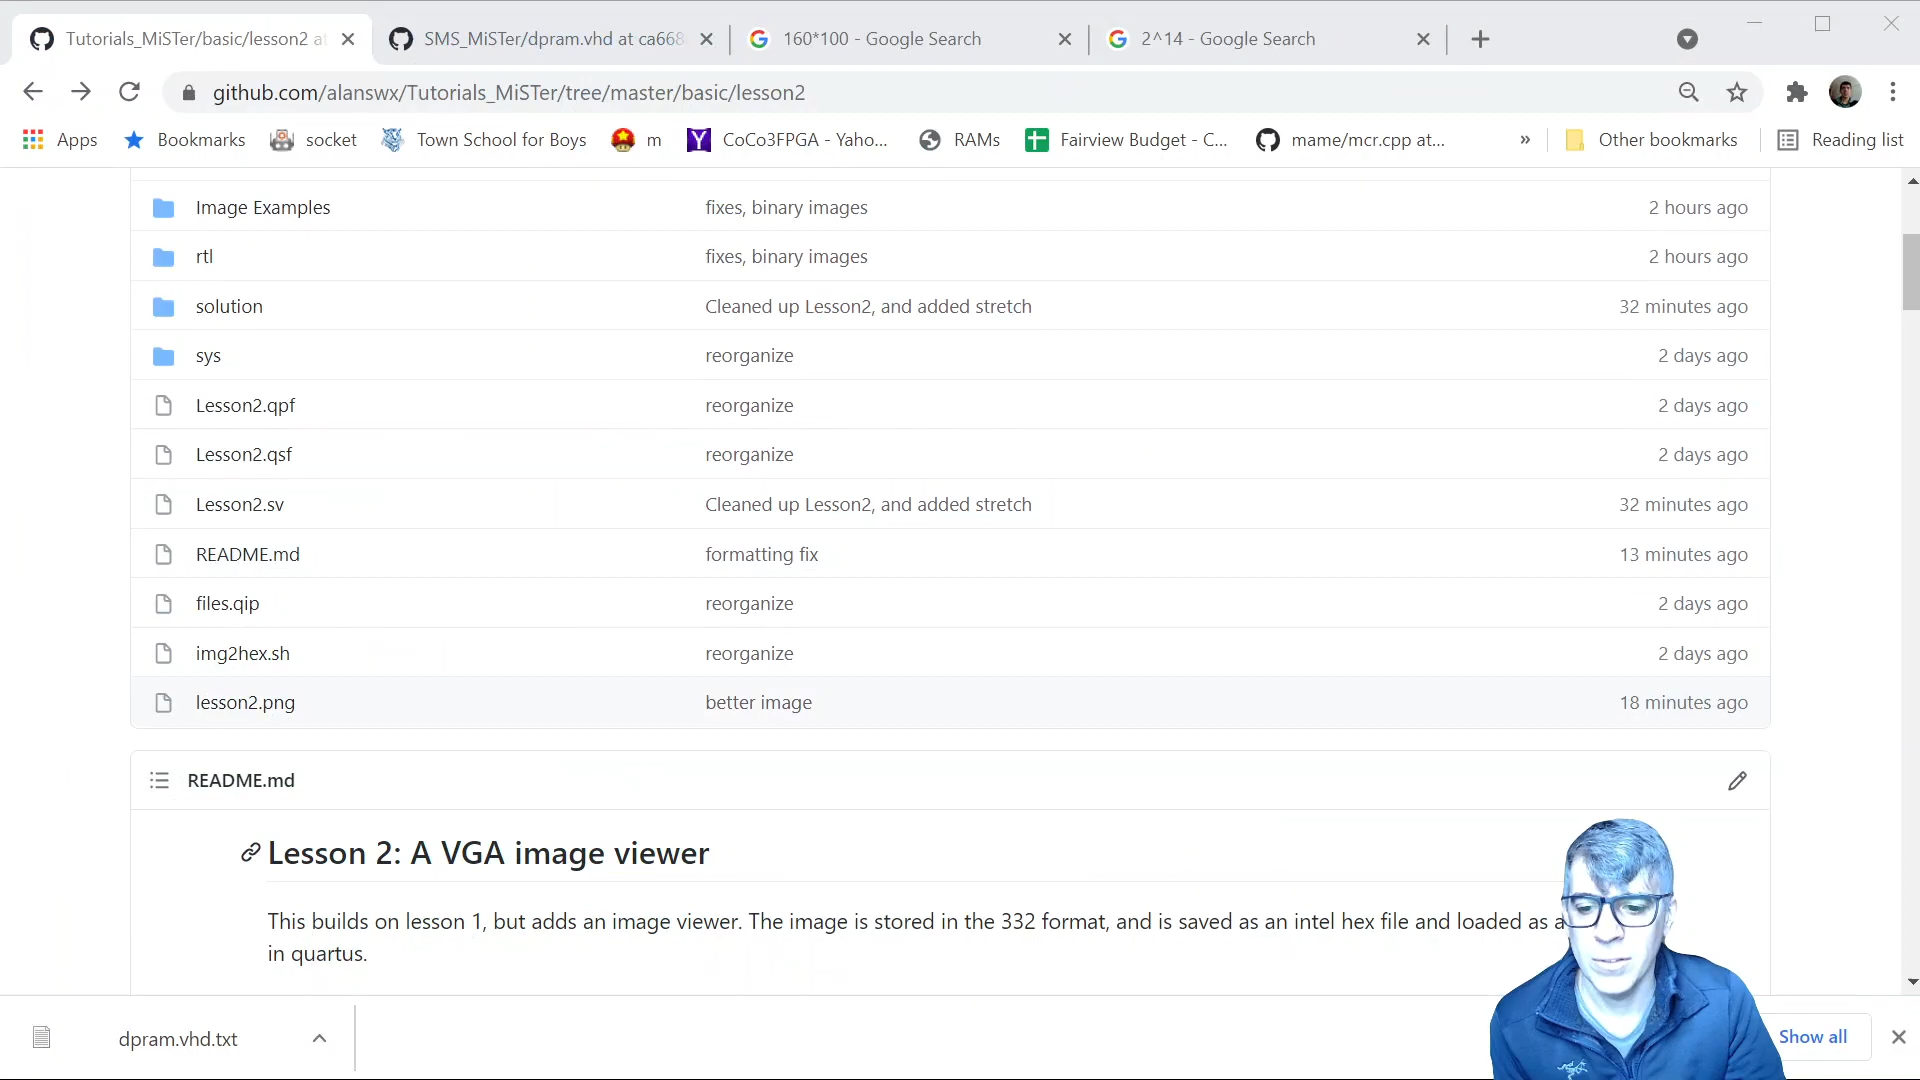 Tutorials_MiSTer/basic/lesson2 at
SMS_MiSTer/dpram.vhd at ca668
160*100 - Google Search
2^14 - Google Search
github.com/alanswx/Tutorials_MiSTer/tree/master/basic/lesson2
Apps
Bookmarks
socket
Town School for Boys
m
CoCo3FPGA - Yaho...
RAMs
Fairview Budget - C...
mame/mcr.cpp at...
»
Other bookmarks
Reading list
Image Examples fixes, binary images 2 hours ago
rtl fixes, binary images 2 hours ago
solution Cleaned up Lesson2, and added stretch 32 minutes ago
sys reorganize 2 days ago
Lesson2.qpf reorganize 2 days ago
Lesson2.qsf reorganize 2 days ago
Lesson2.sv Cleaned up Lesson2, and added stretch 32 minutes ago
README.md formatting fix 13 minutes ago
files.qip reorganize 2 days ago
img2hex.sh reorganize 2 days ago
lesson2.png better image 18 minutes ago
README.md
Lesson 2: A VGA image viewer
This builds on lesson 1, but adds an image viewer. The image is stored in the 332 format, and is saved as an intel hex file and loaded as a
in quartus.
dpram.vhd.txt
Show all